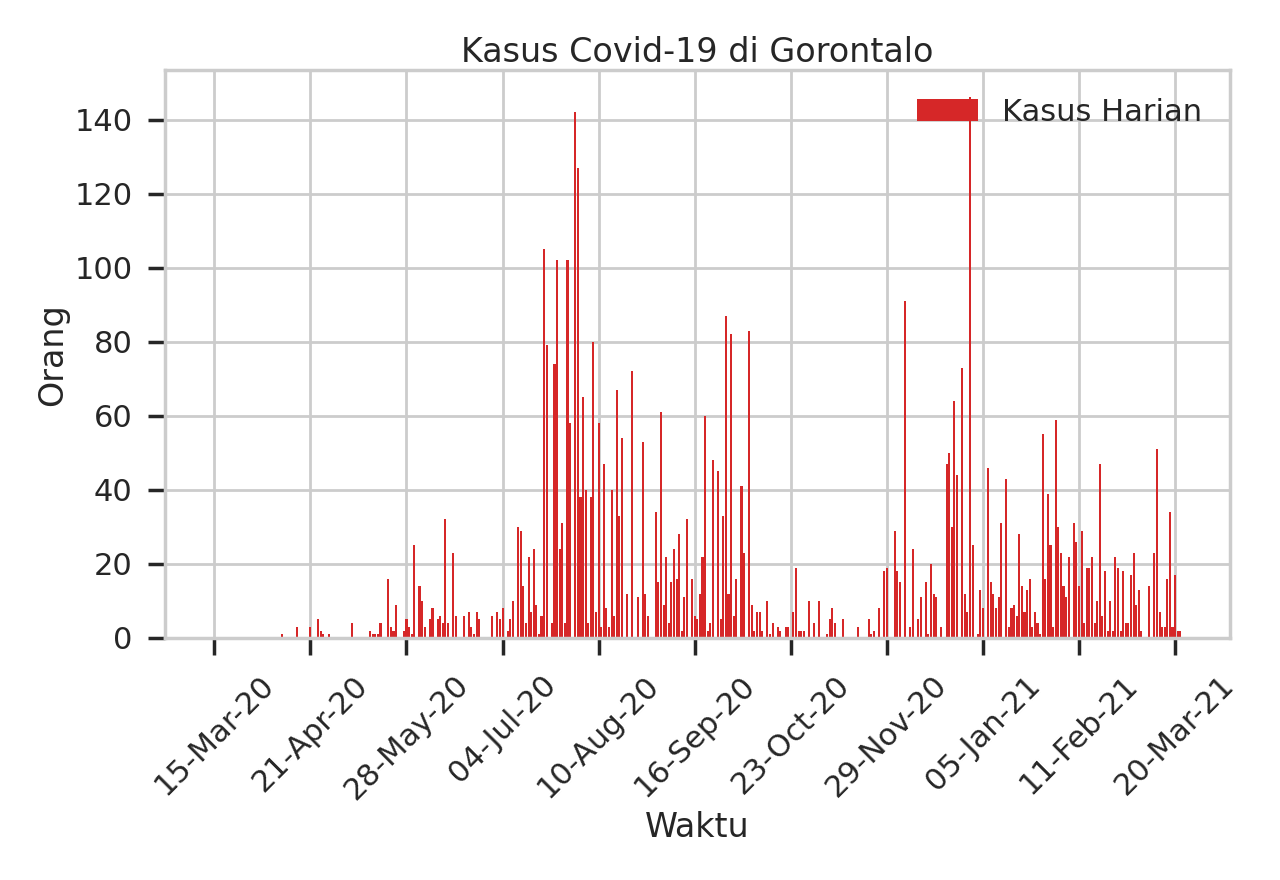 Kasus Covid-19 di Gorontalo
Kasus Harian
140
120
100
80
60
40
20
0
Orang
15-Mar-20
21-Apr-20
28-May-20
04-Jul-20
10-Aug-20
16-Sep-20
23-Oct-20
29-Nov-20
05-Jan-21
11-Feb-21
20-Mar-21
Waktu